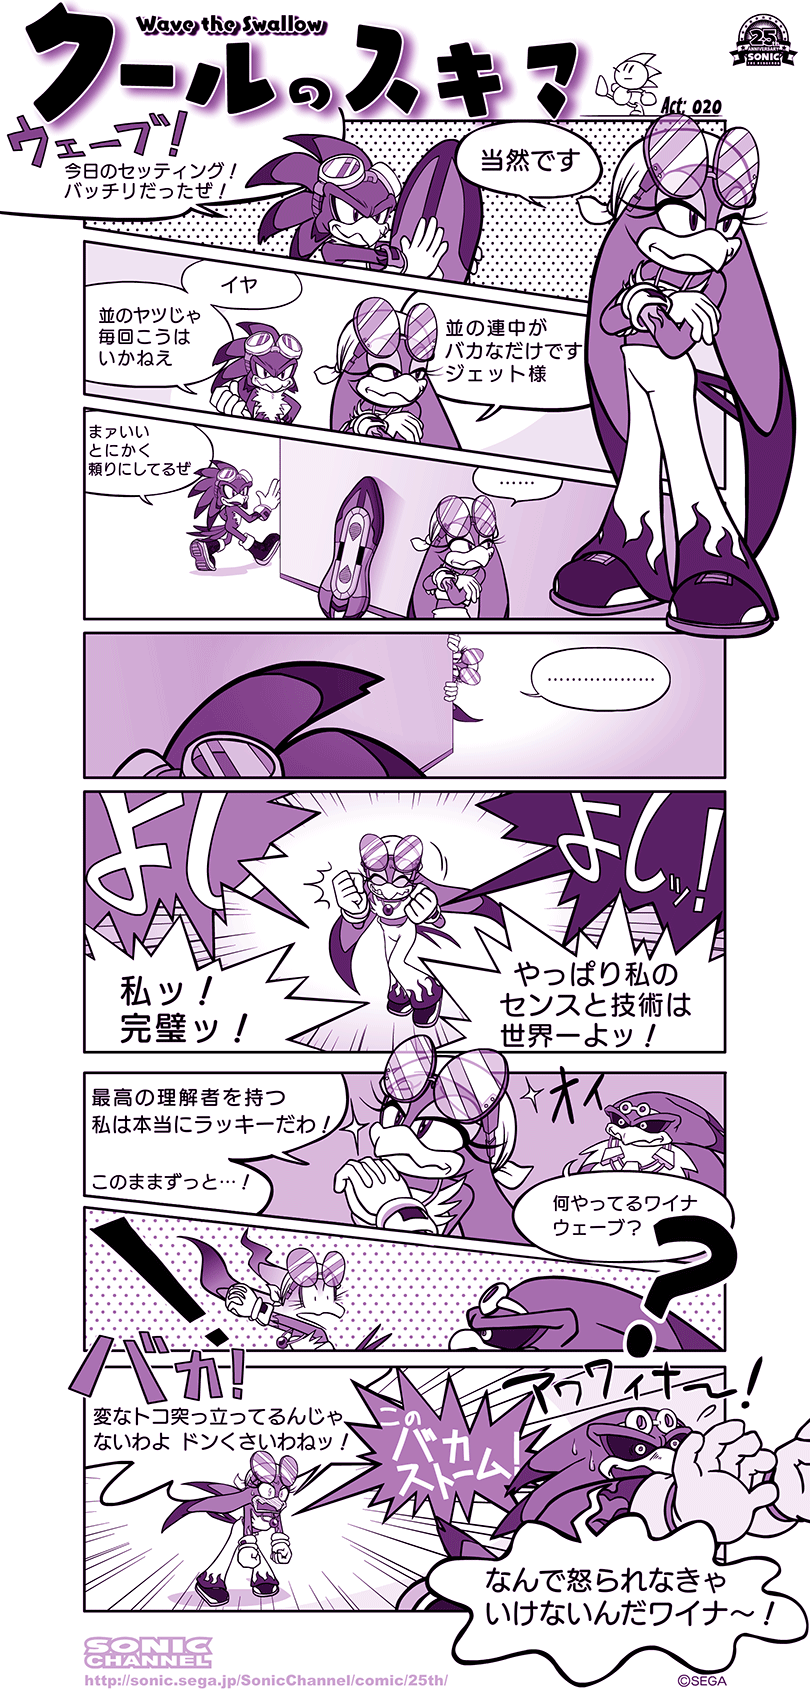 Wave the Swallow
クールのスキマ
25th
ANNIVERSARY
SONIC
THE HEDGEHOG
Act: 020
ウェーブ!
今日のセッティング!
バッチリだったぜ!
当然です
イヤ
並のヤツじゃ
毎回こうは
いかねえ
並の連中が
バカなだけです
ジェット様
まァいい
とにかく
頼りにしてるぜ
……
………………
よし
よしッッ!
私ッ!
完璧ッ!
やっぱり私の
センスと技術は
世界一よッ!
最高の理解者を持つ
私は本当にラッキーだわ!
このままずっと…!
オイ
何やってるワイナ
ウェーブ?
!
?
バカ!
変なトコ突っ立ってるんじゃ
ないわよ ドンくさいわねッ!
この
バカ
ストーム!
アワワイナ〜!
なんで怒られなきゃ
いけないんだワイナ〜!
SONIC
CHANNEL
http://sonic.sega.jp/SonicChannel/comic/25th/
©SEGA